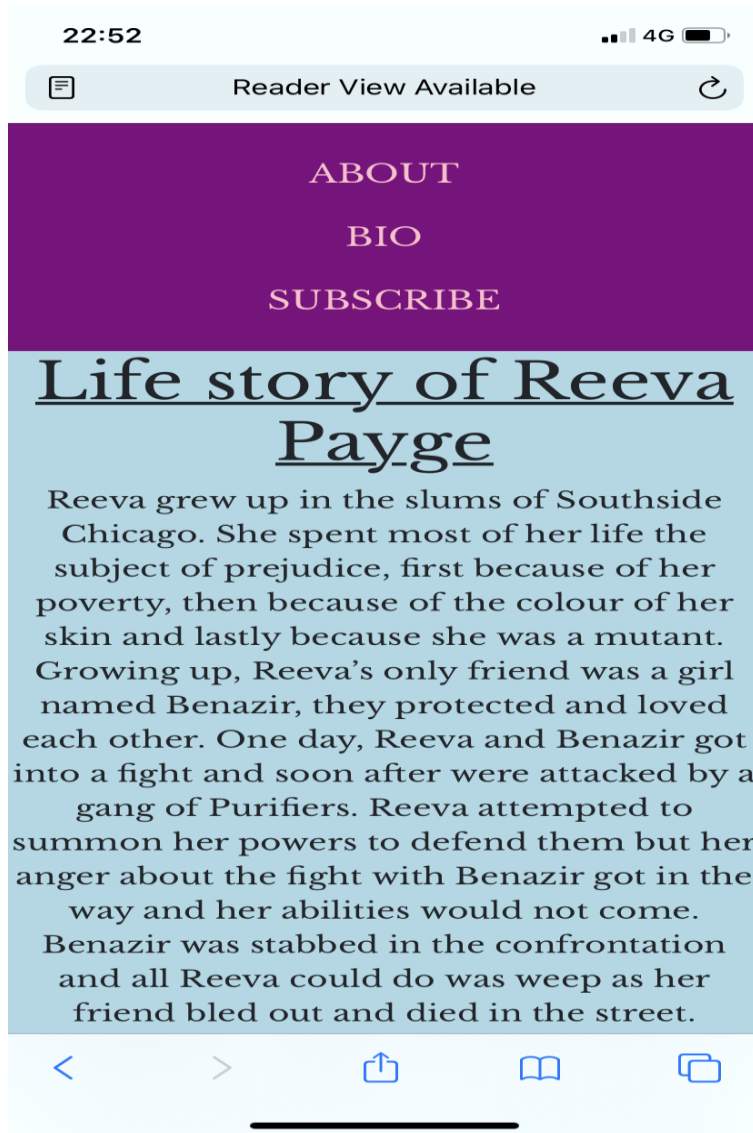 22:52
4G
Reader View Available
ABOUT
BIO
SUBSCRIBE
Life story of Reeva
Payge
Reeva grew up in the slums of Southside
Chicago. She spent most of her life the
subject of prejudice, first because of her
poverty, then because of the colour of her
skin and lastly because she was a mutant.
Growing up, Reeva’s only friend was a girl
named Benazir, they protected and loved
each other. One day, Reeva and Benazir got
into a fight and soon after were attacked by a
gang of Purifiers. Reeva attempted to
summon her powers to defend them but her
anger about the fight with Benazir got in the
way and her abilities would not come.
Benazir was stabbed in the confrontation
and all Reeva could do was weep as her
friend bled out and died in the street.